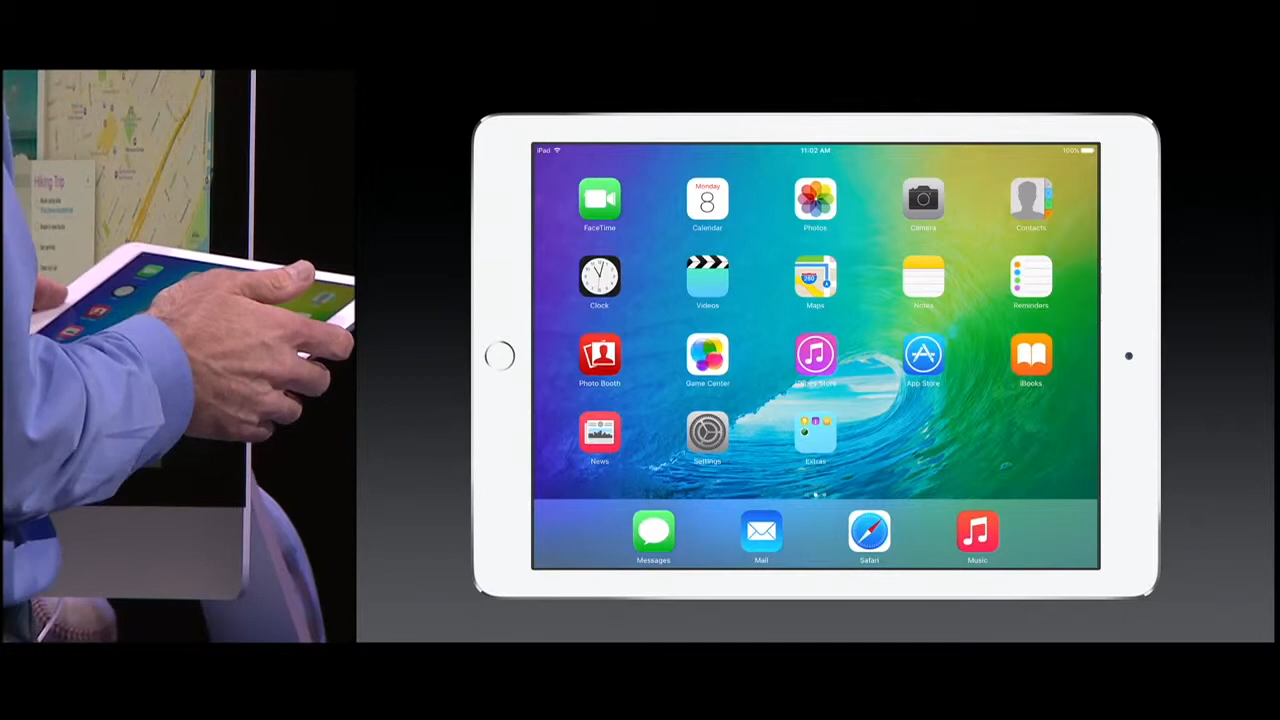 Hiking Trip
iPad
11:02 AM
100%
Monday
8
FaceTime
Calendar
Photos
Camera
Contacts
280
Clock
Videos
Maps
Notes
Reminders
Photo Booth
Game Center
iTunes Store
App Store
iBooks
News
Settings
Extras
Messages
Mail
Safari
Music